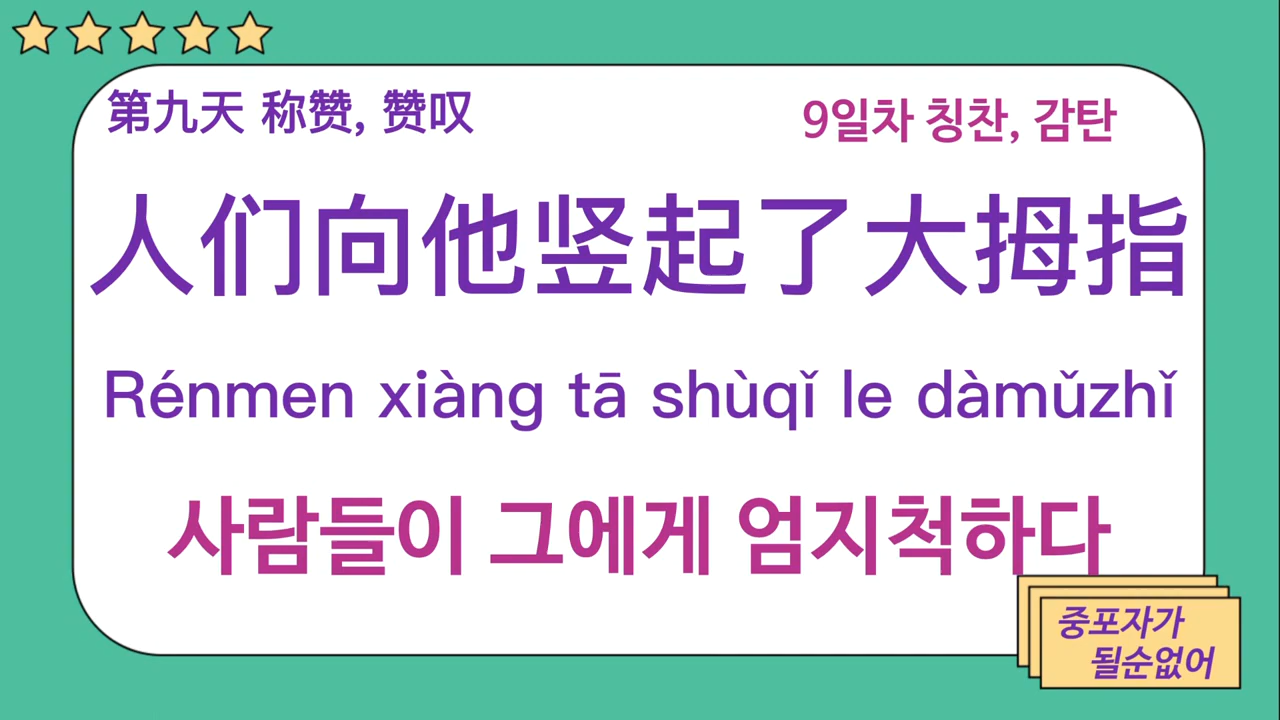 第九天 称赞, 赞叹
9일차 칭찬, 감탄
人们向他竖起了大拇指
Rénmen xiàng tā shùqǐ le dàmǔzhǐ
사람들이 그에게 엄지척하다
중포자가
될순없어